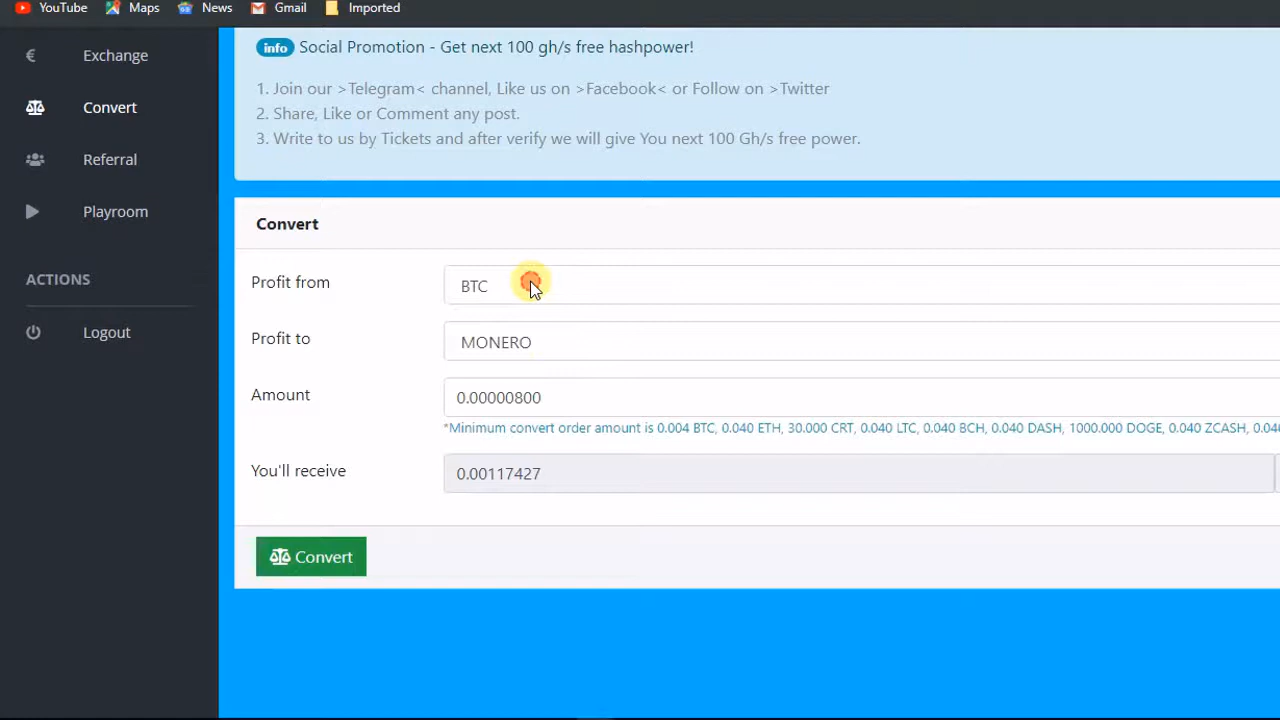 YouTube Maps News Gmail Imported
Exchange
Convert
Referral
Playroom
ACTIONS
Logout
info Social Promotion - Get next 100 gh/s free hashpower!
1. Join our >Telegram< channel, Like us on >Facebook< or Follow on >Twitter
2. Share, Like or Comment any post.
3. Write to us by Tickets and after verify we will give You next 100 Gh/s free power.
Convert
Profit from BTC
Profit to MONERO
Amount 0.00000800
*Minimum convert order amount is 0.004 BTC, 0.040 ETH, 30.000 CRT, 0.040 LTC, 0.040 BCH, 0.040 DASH, 1000.000 DOGE, 0.040 ZCASH,
You'll receive 0.00117427
Convert